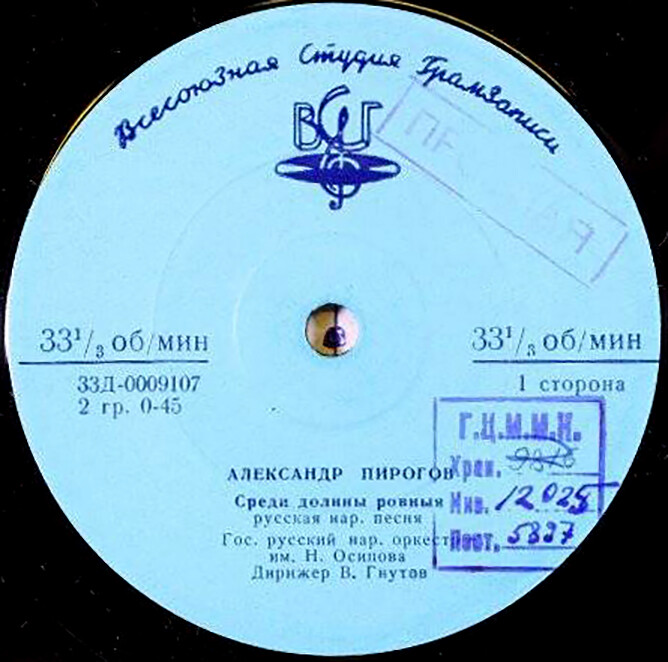 Всесоюзная Студия Грамзаписи
ВСГ
33¹/₃ об/мин
33Д-0009107
2 гр. 0-45
33¹/₃ об/мин
1 сторона
Г.Ц.М.М.К.
Хран.
Инв. 12025
Пост. 5827
АЛЕКСАНДР ПИРОГОВ
Среди долины ровныя
русская нар. песня
Гос. русский нар. оркестр
им. Н. Осипова
Дирижер В. Гнутов